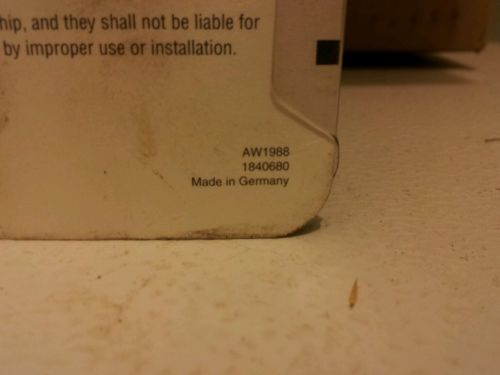 hip, and they shall not be liable for
by improper use or installation.
AW1988
1840680
Made in Germany